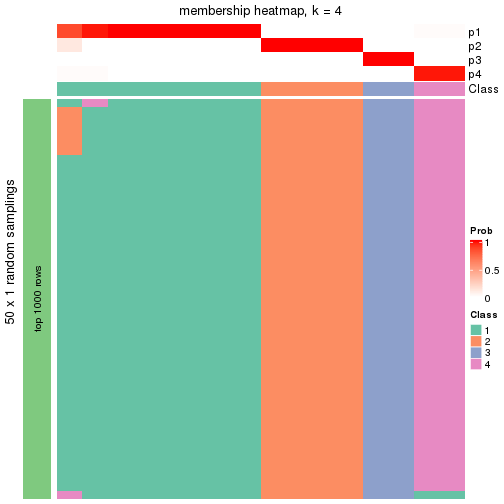 membership heatmap, k = 4
p1
p2
p3
p4
Class
50 x 1 random samplings
top 1000 rows
Prob
1
0.5
0
Class
1
2
3
4